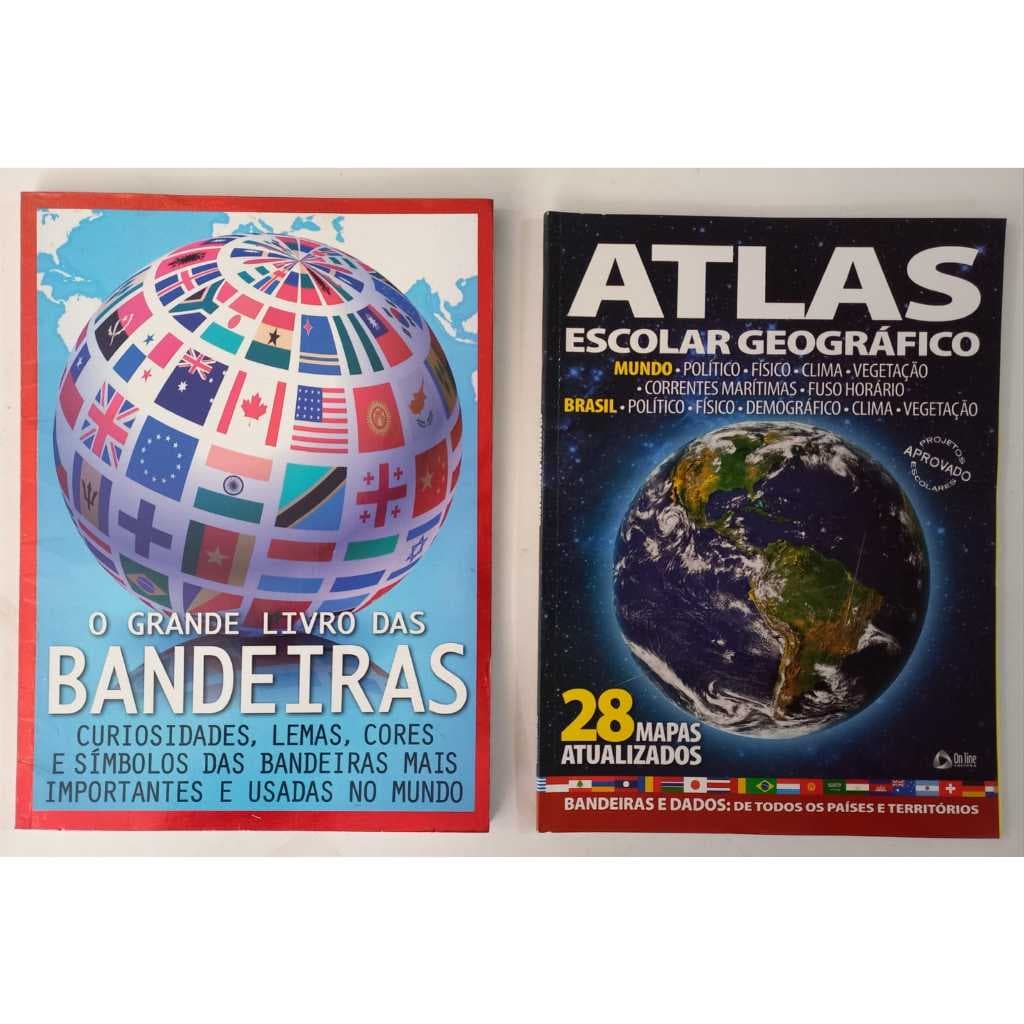 O GRANDE LIVRO DAS
BANDEIRAS
CURIOSIDADES, LEMAS, CORES
E SÍMBOLOS DAS BANDEIRAS MAIS
IMPORTANTES E USADAS NO MUNDO
ATLAS
ESCOLAR GEOGRÁFICO
MUNDO • POLÍTICO • FÍSICO • CLIMA • VEGETAÇÃO
• CORRENTES MARÍTIMAS • FUSO HORÁRIO
BRASIL • POLÍTICO • FÍSICO • DEMOGRÁFICO • CLIMA • VEGETAÇÃO
PROJETOS
APROVADO
ESCOLARES
28 MAPAS
ATUALIZADOS
On line
EDITORA
BANDEIRAS E DADOS: DE TODOS OS PAÍSES E TERRITÓRIOS